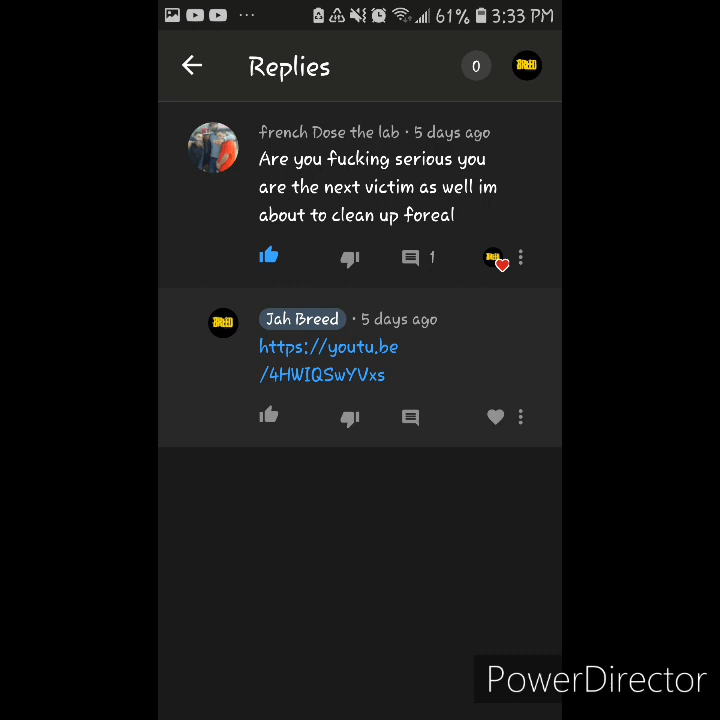 61% 3:33 PM
Replies 0 BREED
french Dose the lab · 5 days ago
Are you fucking serious you
are the next victim as well im
about to clean up foreal
1
BREED Jah Breed · 5 days ago
https://youtu.be
/4HWIQSwYVxs
PowerDirector